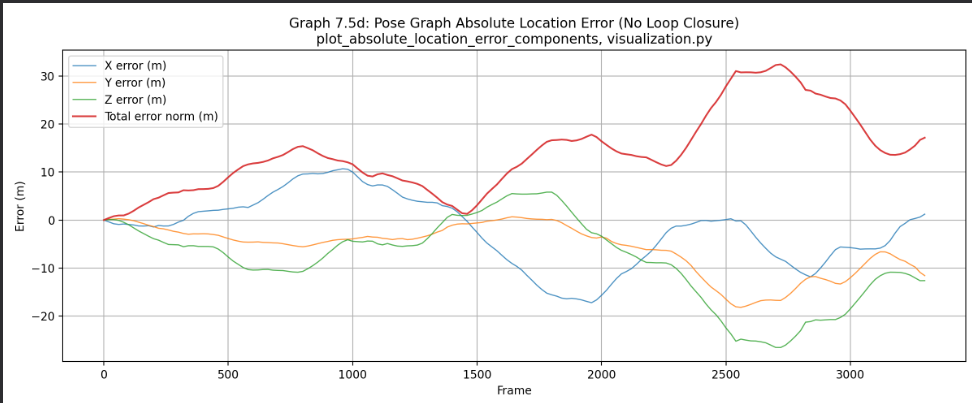 Graph 7.5d: Pose Graph Absolute Location Error (No Loop Closure)
plot_absolute_location_error_components, visualization.py
X error (m)
Y error (m)
Z error (m)
Total error norm (m)
Error (m)
30
20
10
0
−10
−20
0 500 1000 1500 2000 2500 3000
Frame